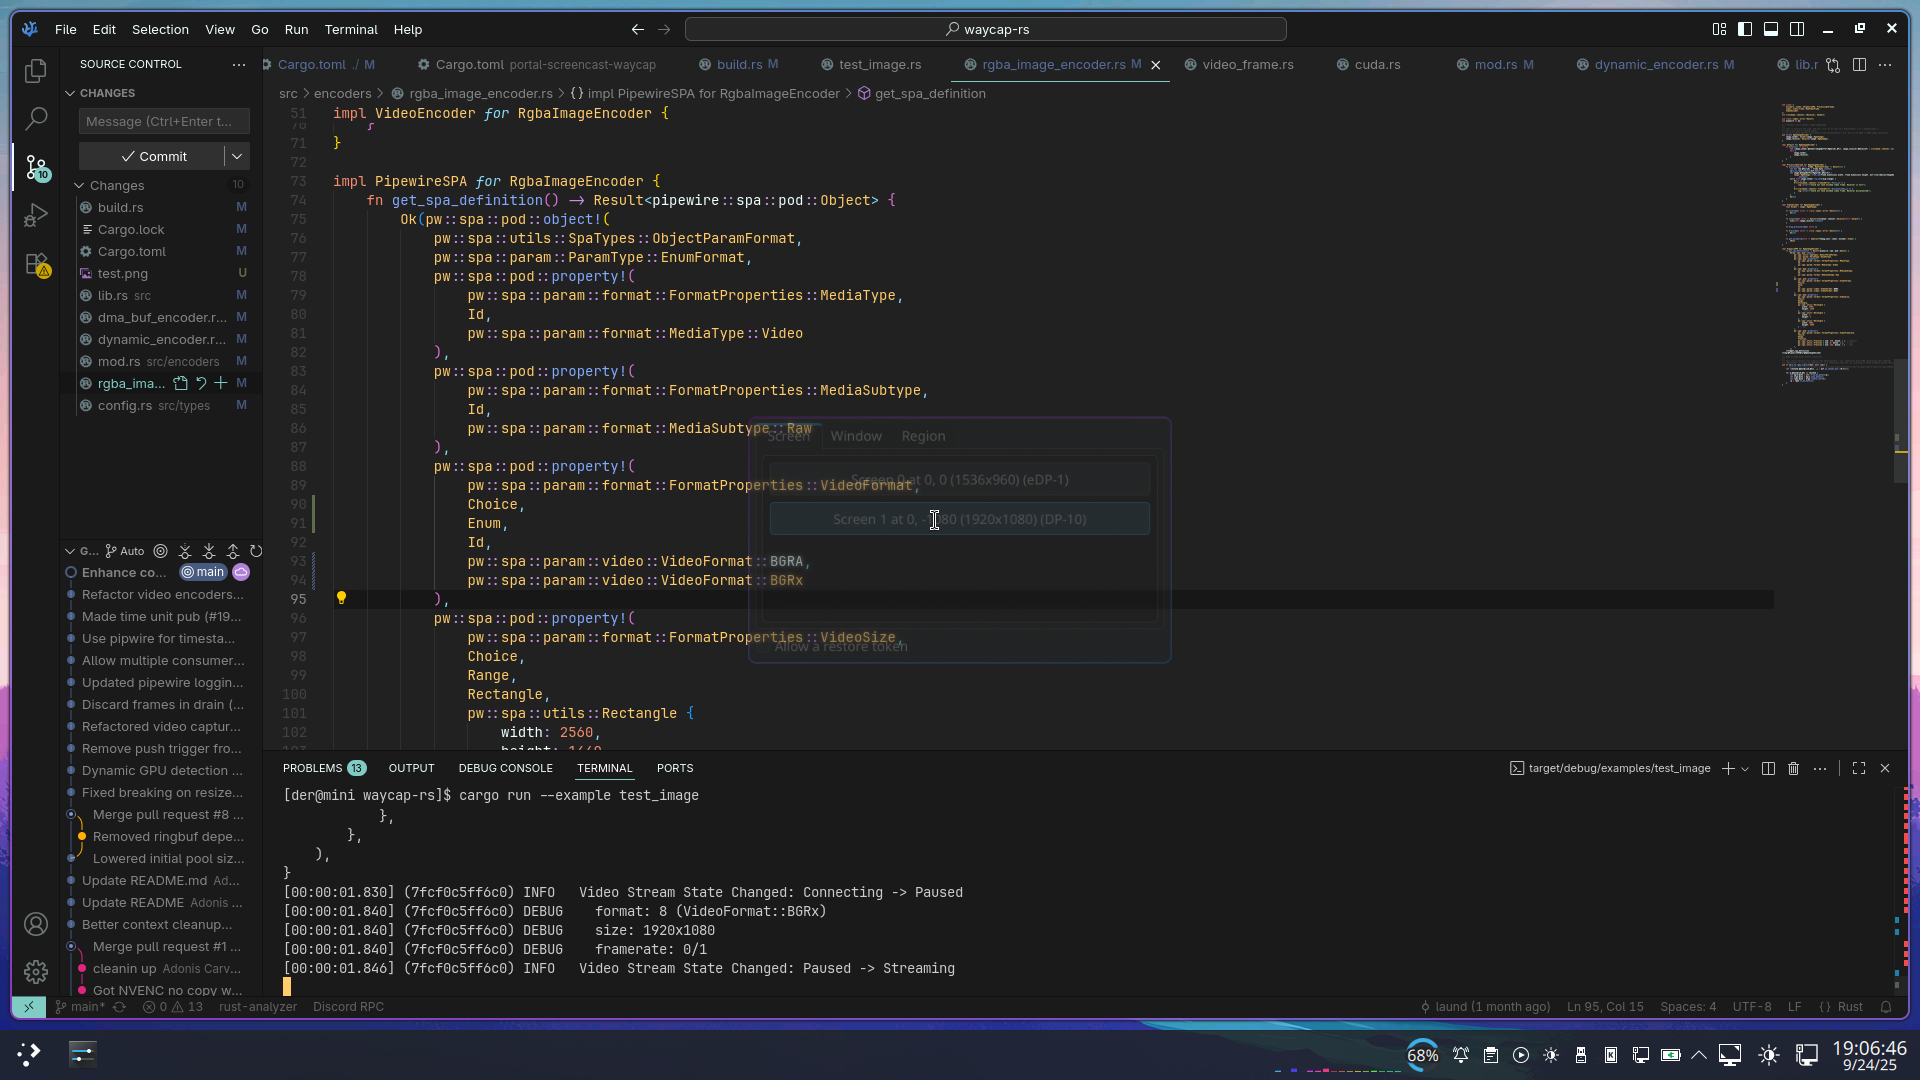 File Edit Selection View Go Run Terminal Help
waycap-rs
SOURCE CONTROL
CHANGES
Message (Ctrl+Enter t...
Commit
Changes 10
build.rs M
Cargo.lock M
Cargo.toml M
test.png U
lib.rs src M
dma_buf_encoder.r... M
dynamic_encoder.r... M
mod.rs src/encoders M
rgba_ima... M
config.rs src/types M
G... Auto
Enhance co... main
Refactor video encoders...
Made time unit pub (#19...
Use pipwire for timesta...
Allow multiple consumer...
Updated pipewire loggin...
Discard frames in drain (...
Refactored video captur...
Remove push trigger fro...
Dynamic GPU detection ...
Fixed breaking on resize...
Merge pull request #8 ...
Removed ringbuf depe...
Lowered initial pool siz...
Update README.md Ad...
Update README Adonis ...
Better context cleanup...
Merge pull request #1 ...
cleanin up Adonis Carv...
Got NVENC no copy w...
Cargo.toml ./ M
Cargo.toml portal-screencast-waycap
build.rs M
test_image.rs
rgba_image_encoder.rs M
video_frame.rs
cuda.rs
mod.rs M
dynamic_encoder.rs M
lib.r
src > encoders > rgba_image_encoder.rs > {} impl PipewireSPA for RgbaImageEncoder > get_spa_definition
51 impl VideoEncoder for RgbaImageEncoder {
70 }
71 }
72
73 impl PipewireSPA for RgbaImageEncoder {
74 fn get_spa_definition() -> Result<pipewire::spa::pod::Object> {
75 Ok(pw::spa::pod::object!(
76 pw::spa::utils::SpaTypes::ObjectParamFormat,
77 pw::spa::param::ParamType::EnumFormat,
78 pw::spa::pod::property!(
79 pw::spa::param::format::FormatProperties::MediaType,
80 Id,
81 pw::spa::param::format::MediaType::Video
82 ),
83 pw::spa::pod::property!(
84 pw::spa::param::format::FormatProperties::MediaSubtype,
85 Id,
86 pw::spa::param::format::MediaSubtype::Raw
87 ),
88 pw::spa::pod::property!(
89 pw::spa::param::format::FormatProperties::VideoFormat,
90 Choice,
91 Enum,
92 Id,
93 pw::spa::param::video::VideoFormat::BGRA,
94 pw::spa::param::video::VideoFormat::BGRx
95 ),
96 pw::spa::pod::property!(
97 pw::spa::param::format::FormatProperties::VideoSize,
98 Choice,
99 Range,
100 Rectangle,
101 pw::spa::utils::Rectangle {
102 width: 2560,
103 height: 1440
Screen Window Region
Screen 0 at 0, 0 (1536x960) (eDP-1)
Screen 1 at 0, -1080 (1920x1080) (DP-10)
Allow a restore token
PROBLEMS 13 OUTPUT DEBUG CONSOLE TERMINAL PORTS
target/debug/examples/test_image
[der@mini waycap-rs]$ cargo run --example test_image
},
},
),
}
[00:00:01.830] (7fcf0c5ff6c0) INFO Video Stream State Changed: Connecting -> Paused
[00:00:01.840] (7fcf0c5ff6c0) DEBUG format: 8 (VideoFormat::BGRx)
[00:00:01.840] (7fcf0c5ff6c0) DEBUG size: 1920x1080
[00:00:01.840] (7fcf0c5ff6c0) DEBUG framerate: 0/1
[00:00:01.846] (7fcf0c5ff6c0) INFO Video Stream State Changed: Paused -> Streaming
main* 0 13 rust-analyzer Discord RPC
laund (1 month ago) Ln 95, Col 15 Spaces: 4 UTF-8 LF {} Rust
68%
19:06:46
9/24/25